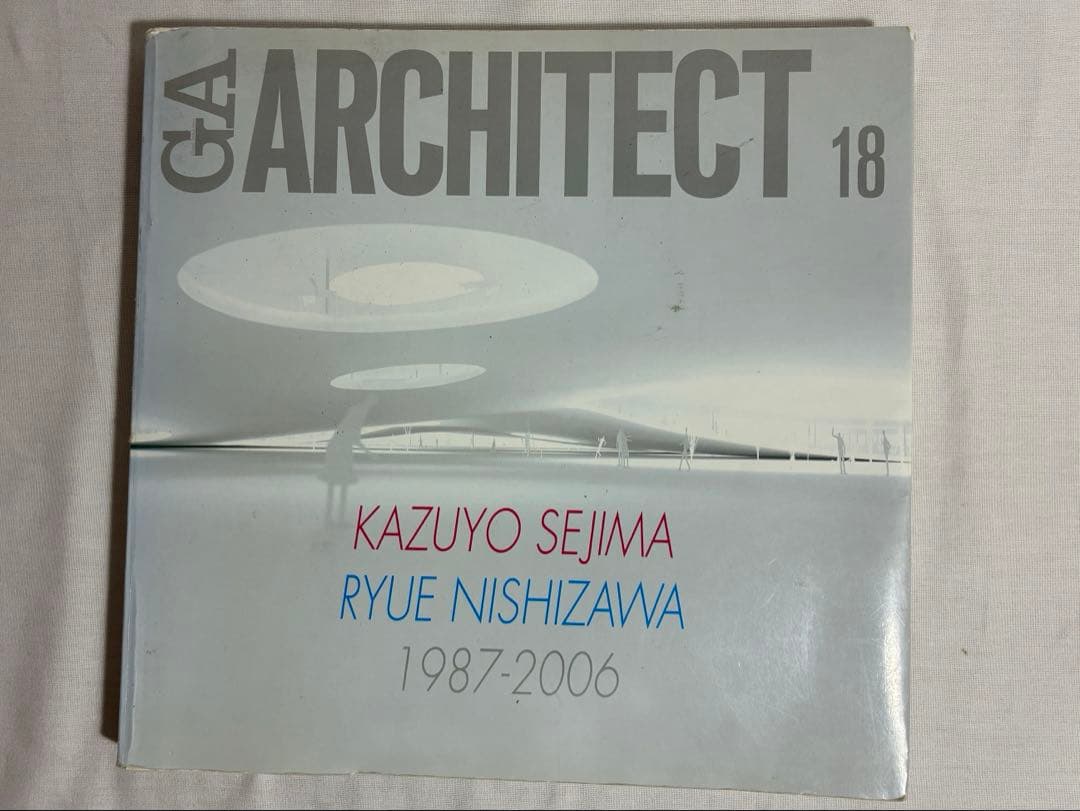 GA ARCHITECT 18
KAZUYO SEJIMA
RYUE NISHIZAWA
1987-2006